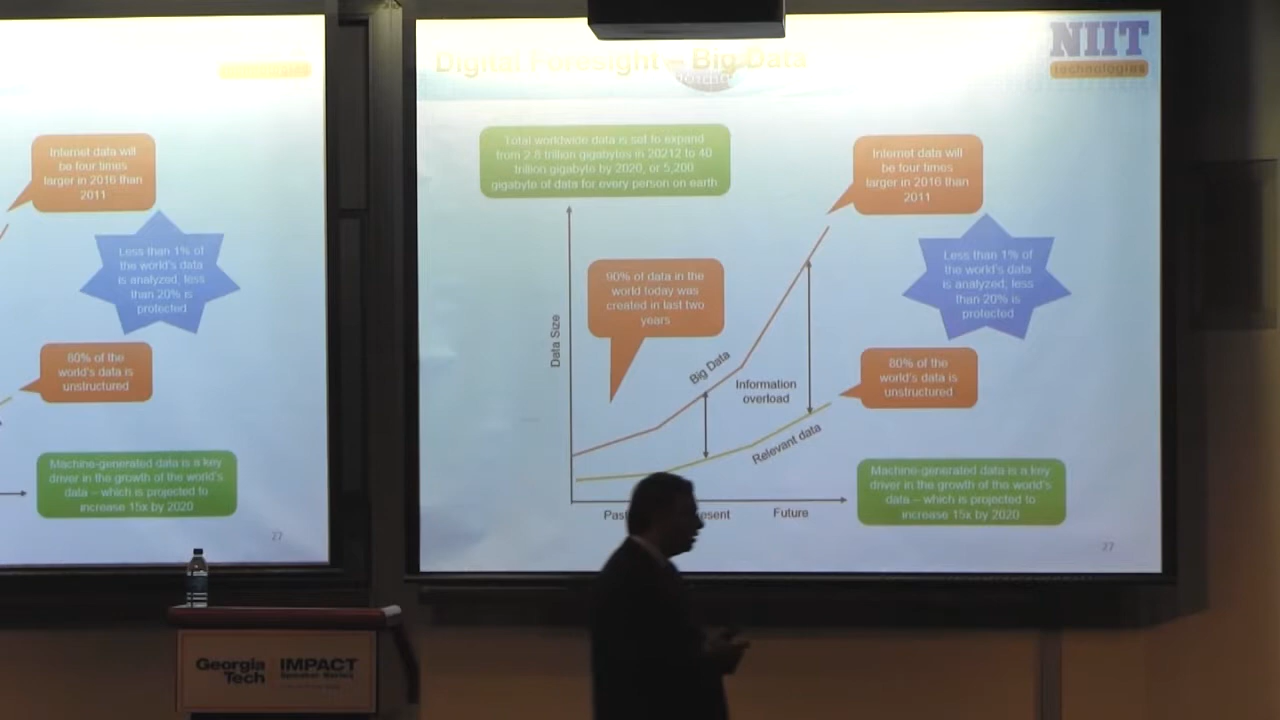 Internet data will
be four times
larger in 2016 than
2011
Less than 1% of
the world's data
is analyzed, less
than 20% is
protected
80% of the
world's data is
unstructured
Machine-generated data is a key
driver in the growth of the world's
data – which is projected to
increase 15x by 2020
27
Digital Foresight – Big Data
NIIT
technologies
Total worldwide data is set to expand
from 2.8 trillion gigabytes in 20212 to 40
trillion gigabyte by 2020, or 5,200
gigabyte of data for every person on earth
Internet data will
be four times
larger in 2016 than
2011
90% of data in the
world today was
created in last two
years
Less than 1% of
the world's data
is analyzed, less
than 20% is
protected
Data Size
Big Data
Information
overload
Relevant data
80% of the
world's data is
unstructured
Machine-generated data is a key
driver in the growth of the world's
data – which is projected to
increase 15x by 2020
Future
27
Georgia
Tech
IMPACT
Speaker Series